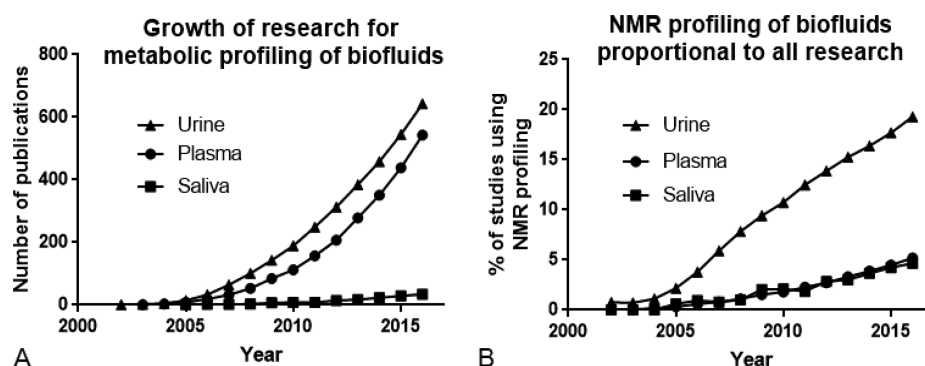 Growth of research for
metabolic profiling of biofluids
800
600
400
200
0
2000
2005
2010
2015
Number of publications
Year
Urine
Plasma
Saliva
A
NMR profiling of biofluids
proportional to all research
25
20
15
10
5
0
2000
2005
2010
2015
% of studies using
NMR profiling
Year
Urine
Plasma
Saliva
B